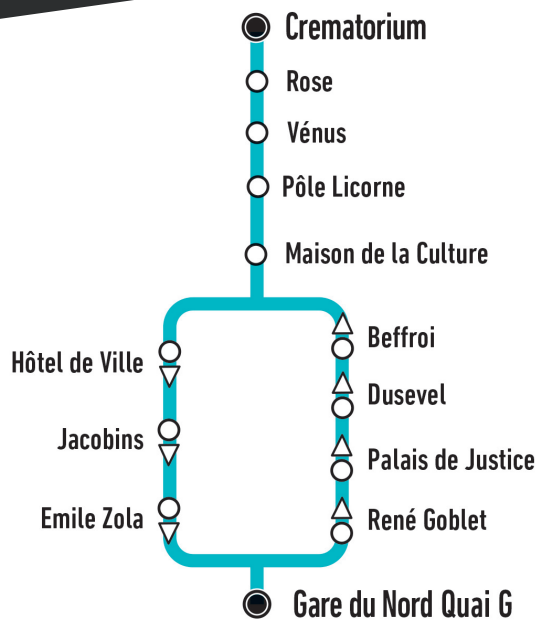 Crematorium
Rose
Vénus
Pôle Licorne
Maison de la Culture
Hôtel de Ville
Jacobins
Emile Zola
Beffroi
Dusevel
Palais de Justice
René Goblet
Gare du Nord Quai G